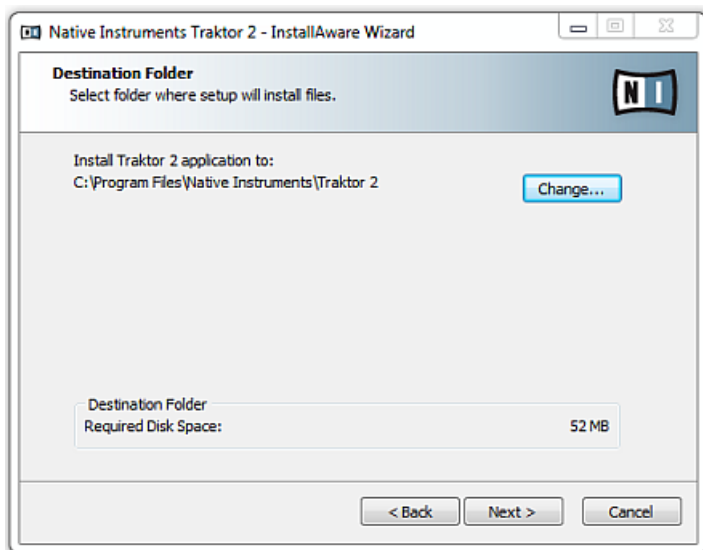 Native Instruments Traktor 2 - InstallAware Wizard
Destination Folder
Select folder where setup will install files.
N I
Install Traktor 2 application to:
C:\Program Files\Native Instruments\Traktor 2
Change...
Destination Folder
Required Disk Space: 52 MB
< Back Next > Cancel